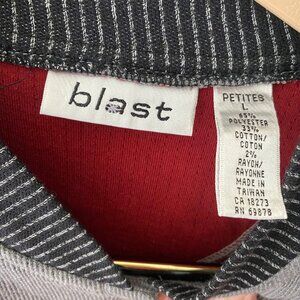 blast
PETITES
L
65%
POLYESTER
33%
COTTON/
COTON
2%
RAYON/
RAYONNE
MADE IN
TAIWAN
CA 18273
RN 69878